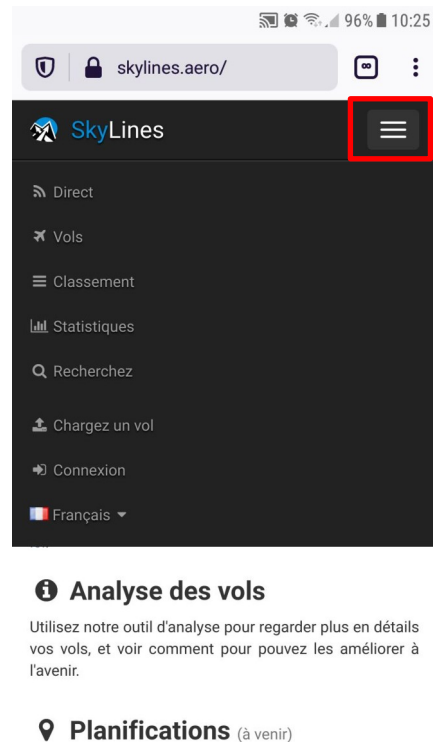 96% 10:25
skylines.aero/
SkyLines
Direct
Vols
Classement
Statistiques
Recherchez
Chargez un vol
Connexion
Français
Analyse des vols
Utilisez notre outil d'analyse pour regarder plus en détails
vos vols, et voir comment pour pouvez les améliorer à
l'avenir.
Planifications (à venir)